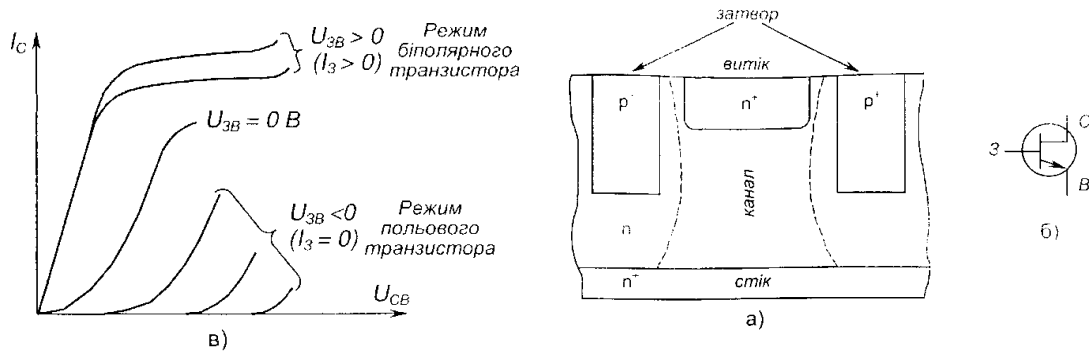 I_C
U_ЗВ > 0
(I_З > 0)
Режим
біполярного
транзистора
U_ЗВ = 0 В
U_ЗВ <0
(I_З = 0)
Режим
польового
транзистора
U_СВ
в)
затвор
витік
p⁺
n⁺
p⁺
канал
n
n⁺
стік
а)
С
З
В
б)